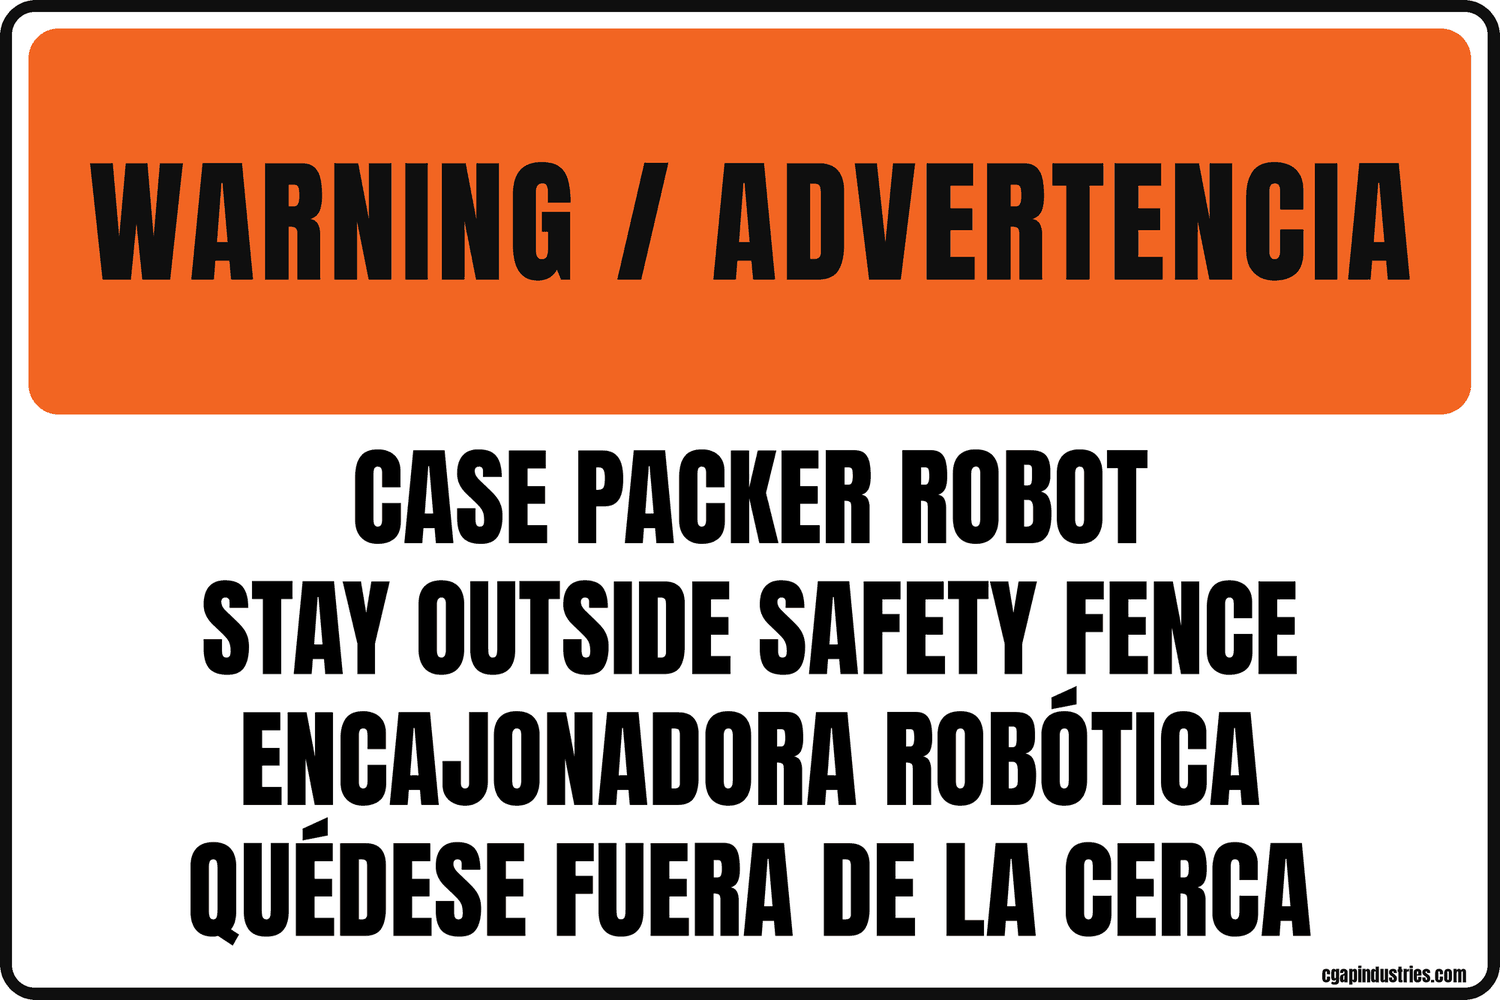 WARNING / ADVERTENCIA
CASE PACKER ROBOT
STAY OUTSIDE SAFETY FENCE
ENCAJONADORA ROBÓTICA
QUÉDESE FUERA DE LA CERCA
cgapindustries.com